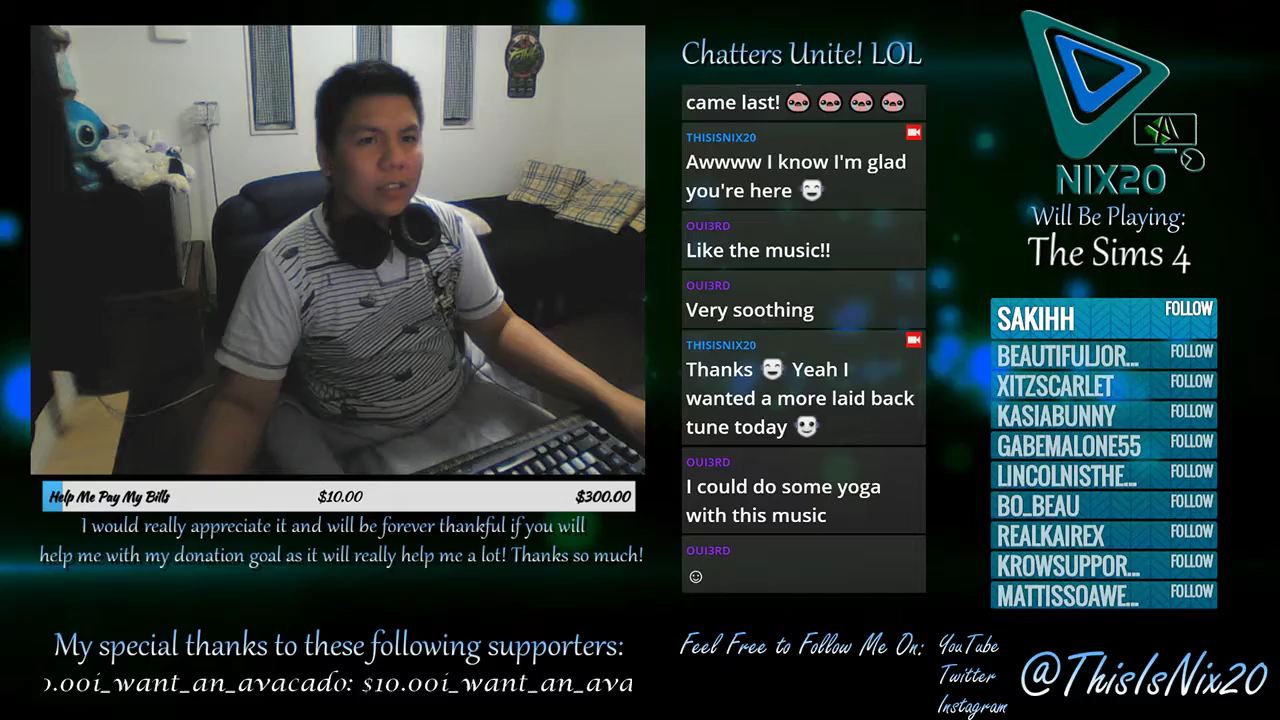 Chatters Unite! LOL
came last!
THISISNIX20
Awwww I know I'm glad
you're here
OUI3RD
Like the music!!
OUI3RD
Very soothing
THISISNIX20
Thanks Yeah I
wanted a more laid back
tune today
OUI3RD
I could do some yoga
with this music
OUI3RD
NIX20
Will Be Playing:
The Sims 4
SAKIHH FOLLOW
BEAUTIFULJOR... FOLLOW
XITZSCARLET FOLLOW
KASIABUNNY FOLLOW
GABEMALONE55 FOLLOW
LINCOLNISTHE... FOLLOW
BO_BEAU FOLLOW
REALKAIREX FOLLOW
KROWSUPPOR... FOLLOW
MATTISSOAWE... FOLLOW
Help Me Pay My Bills $10.00 $300.00
I would really appreciate it and will be forever thankful if you will
help me with my donation goal as it will really help me a lot! Thanks so much!
My special thanks to these following supporters:
0.00i_want_an_avacado: $10.00i_want_an_ava
Feel Free to Follow Me On:
YouTube
Twitter
Instagram
@ThisIsNix20